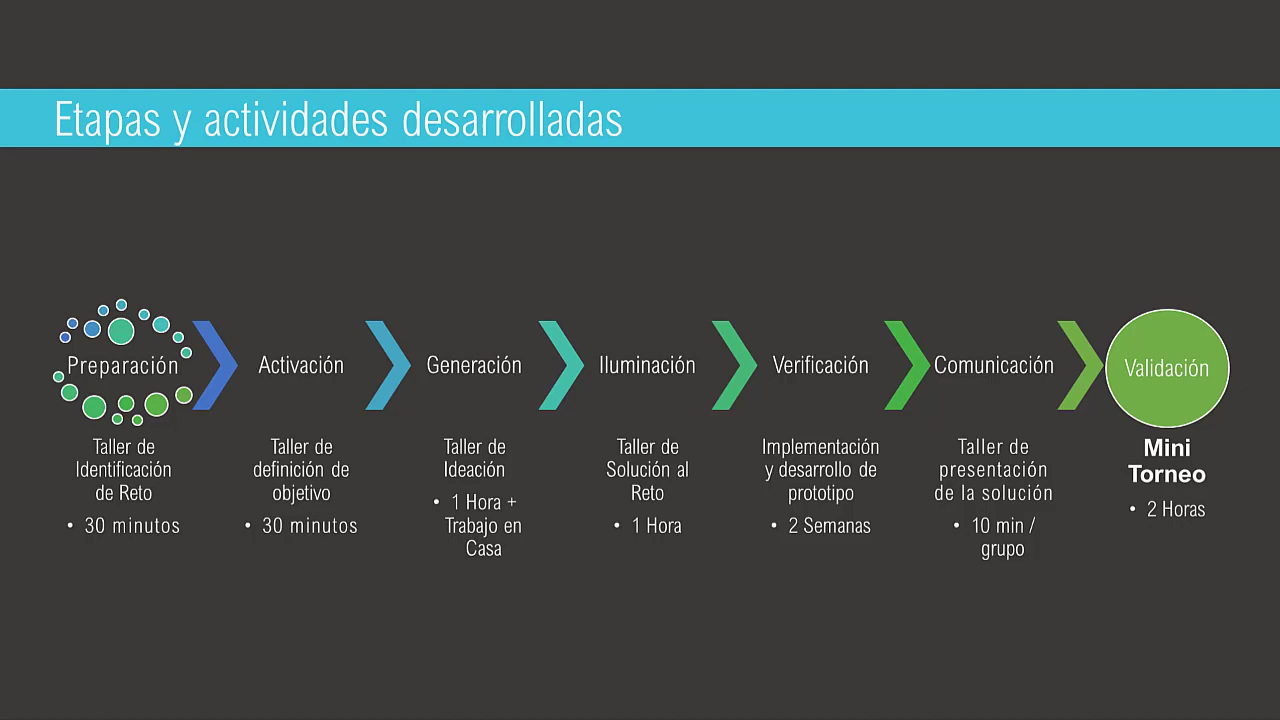 Etapas y actividades desarrolladas
Preparación
Taller de
Identificación
de Reto
• 30 minutos
Activación
Taller de
definición de
objetivo
• 30 minutos
Generación
Taller de
Ideación
• 1 Hora +
Trabajo en
Casa
Iluminación
Taller de
Solución al
Reto
• 1 Hora
Verificación
Implementación
y desarrollo de
prototipo
• 2 Semanas
Comunicación
Taller de
presentación
de la solución
• 10 min /
grupo
Validación
Mini
Torneo
• 2 Horas